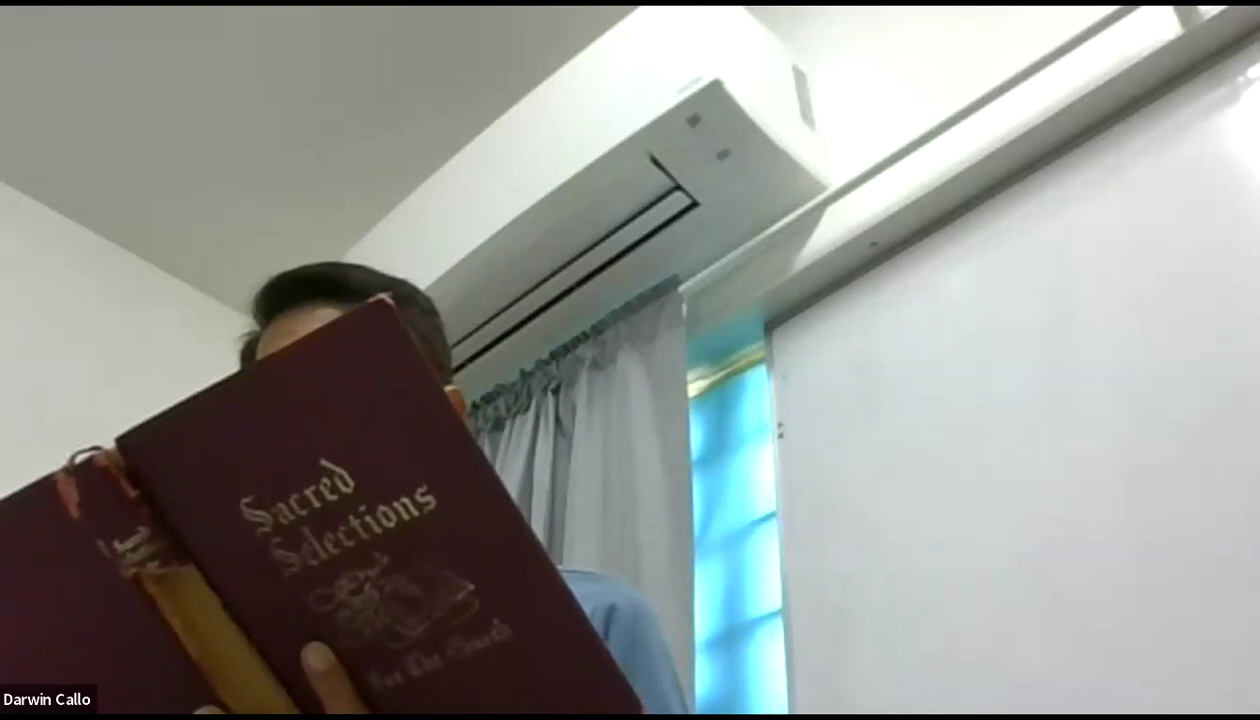 Sacred
Selections
For The Church
Darwin Callo